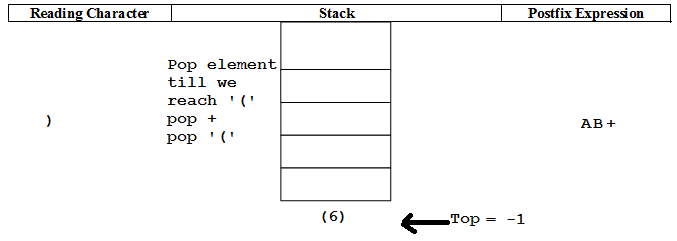 Reading Character Stack Postfix Expression
Pop element
till we
reach '('
) pop + AB+
pop '('
(6)
Top = -1